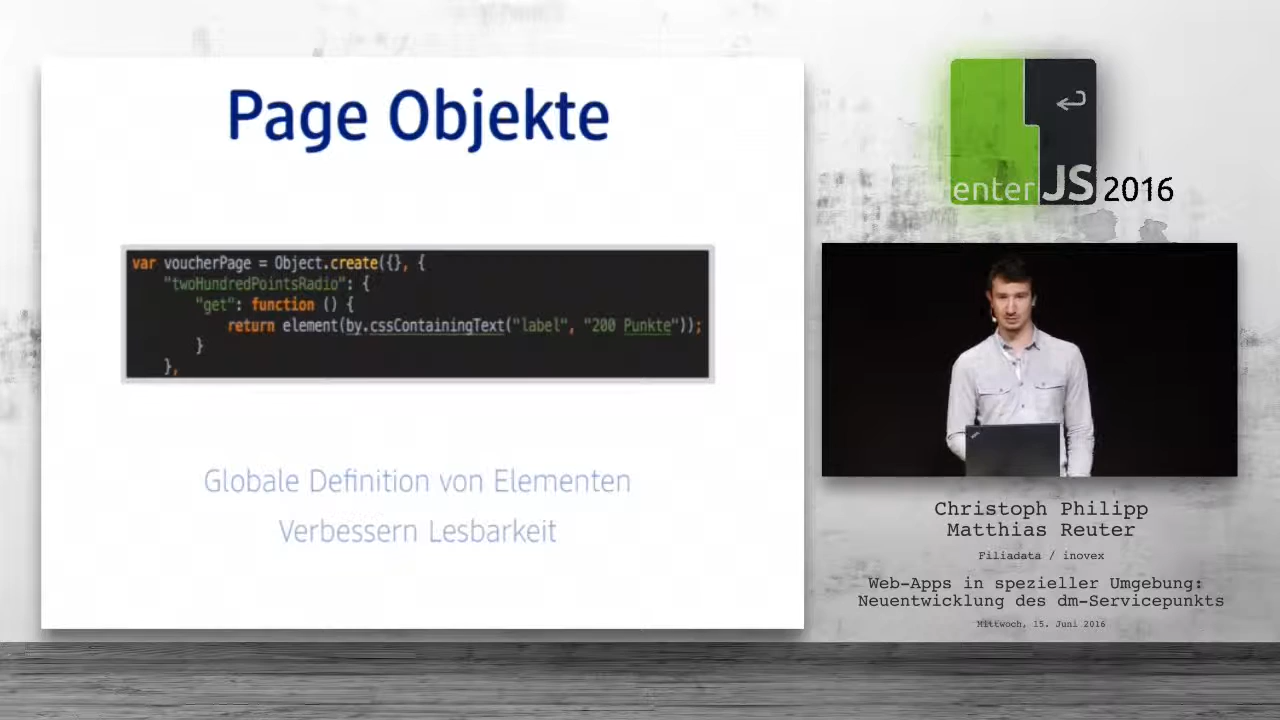 Page Objekte
var voucherPage = Object.create({}, {
"twoHundredPointsRadio": {
"get": function () {
return element(by.cssContainingText("label", "200 Punkte"));
}
},
Globale Definition von Elementen
Verbessern Lesbarkeit
enterJS 2016
Christoph Philipp
Matthias Reuter
Filiadata / inovex
Web-Apps in spezieller Umgebung:
Neuentwicklung des dm-Servicepunkts
Mittwoch, 15. Juni 2016